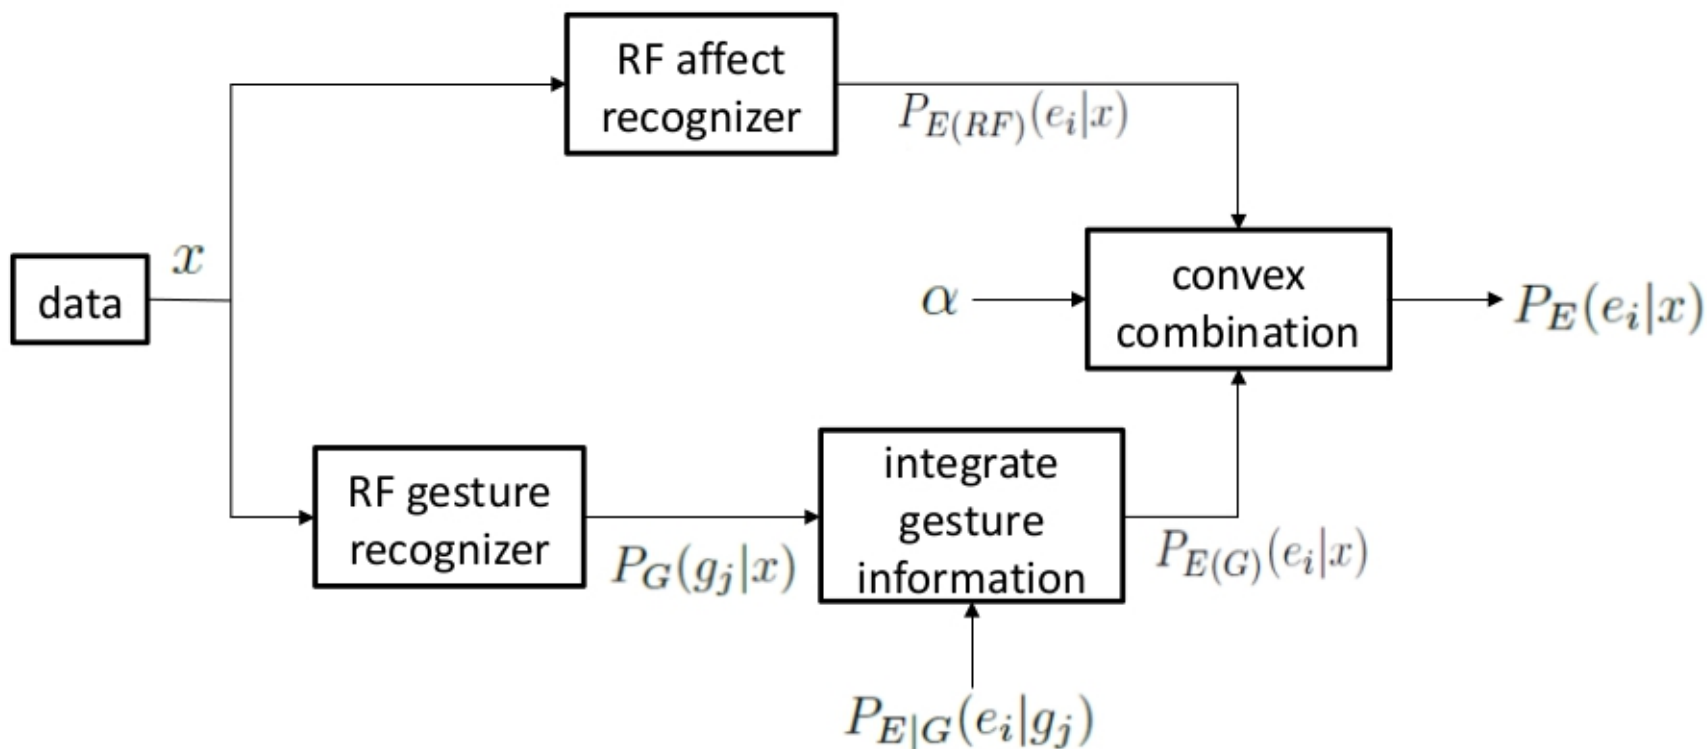 RF affect
recognizer
P_{E(RF)}(e_i|x)
x
data
α
convex
combination
P_E(e_i|x)
RF gesture
recognizer
P_G(g_j|x)
integrate
gesture
information
P_{E(G)}(e_i|x)
P_{E|G}(e_i|g_j)